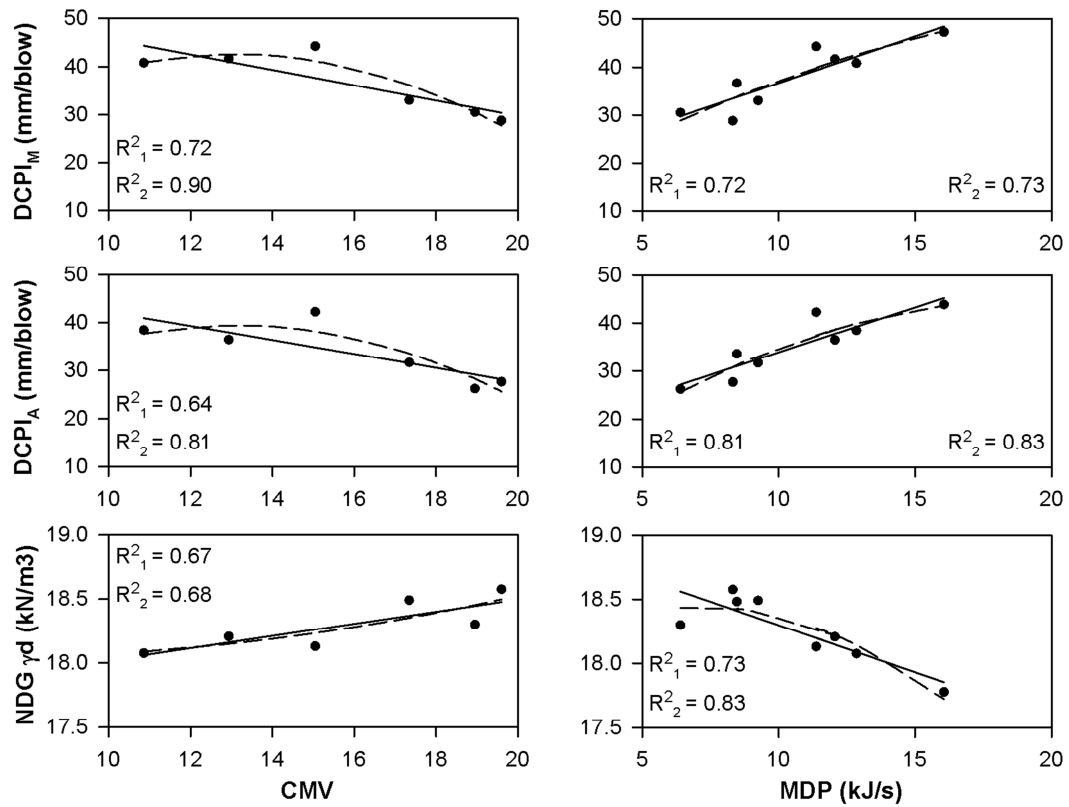 DCPI_M (mm/blow)
50
40
30
20
10
R²₁ = 0.72
R²₂ = 0.90
10 12 14 16 18 20
50
40
30
20
10
R²₁ = 0.72 R²₂ = 0.73
5 10 15 20
DCPI_A (mm/blow)
50
40
30
20
10
R²₁ = 0.64
R²₂ = 0.81
10 12 14 16 18 20
50
40
30
20
10
R²₁ = 0.81 R²₂ = 0.83
5 10 15 20
NDG γd (kN/m3)
19.0
18.5
18.0
17.5
R²₁ = 0.67
R²₂ = 0.68
10 12 14 16 18 20
CMV
19.0
18.5
18.0
17.5
R²₁ = 0.73
R²₂ = 0.83
5 10 15 20
MDP (kJ/s)